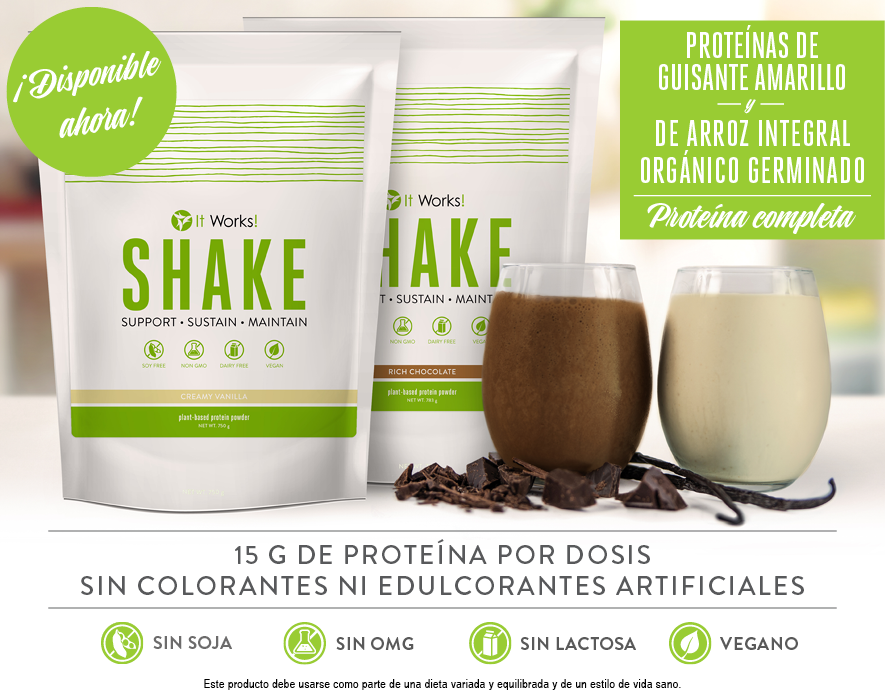 ¡Disponible
ahora!
PROTEÍNAS DE
GUISANTE AMARILLO
y
DE ARROZ INTEGRAL
ORGÁNICO GERMINADO
Proteína completa
It Works!
SHAKE
SUPPORT • SUSTAIN • MAINTAIN
SOY FREE
NON GMO
DAIRY FREE
VEGAN
CREAMY VANILLA
plant-based protein powder
NET WT. 750 g
It Works!
HAKE
T • SUSTAIN • MAINT
NON GMO
DAIRY FREE
VEGA
RICH CHOCOLATE
plant-based protein powder
NET WT. 785 g
15 G DE PROTEÍNA POR DOSIS
SIN COLORANTES NI EDULCORANTES ARTIFICIALES
SIN SOJA
SIN OMG
SIN LACTOSA
VEGANO
Este producto debe usarse como parte de una dieta variada y equilibrada y de un estilo de vida sano.